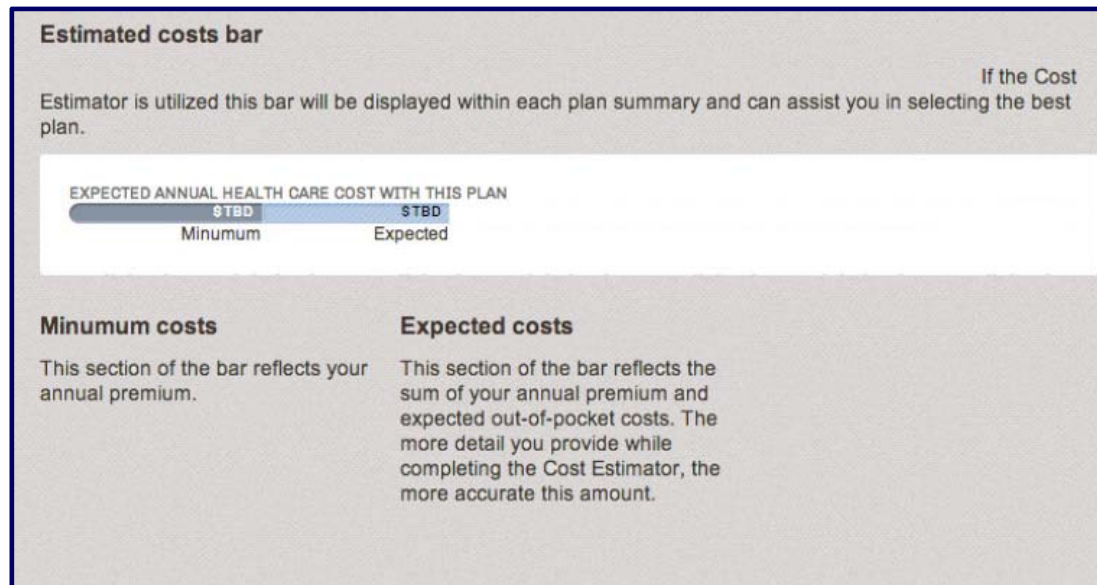 Estimated costs bar
If the Cost
Estimator is utilized this bar will be displayed within each plan summary and can assist you in selecting the best
plan.
EXPECTED ANNUAL HEALTH CARE COST WITH THIS PLAN
$TBD $TBD
Minumum Expected
Minumum costs
This section of the bar reflects your
annual premium.
Expected costs
This section of the bar reflects the
sum of your annual premium and
expected out-of-pocket costs. The
more detail you provide while
completing the Cost Estimator, the
more accurate this amount.